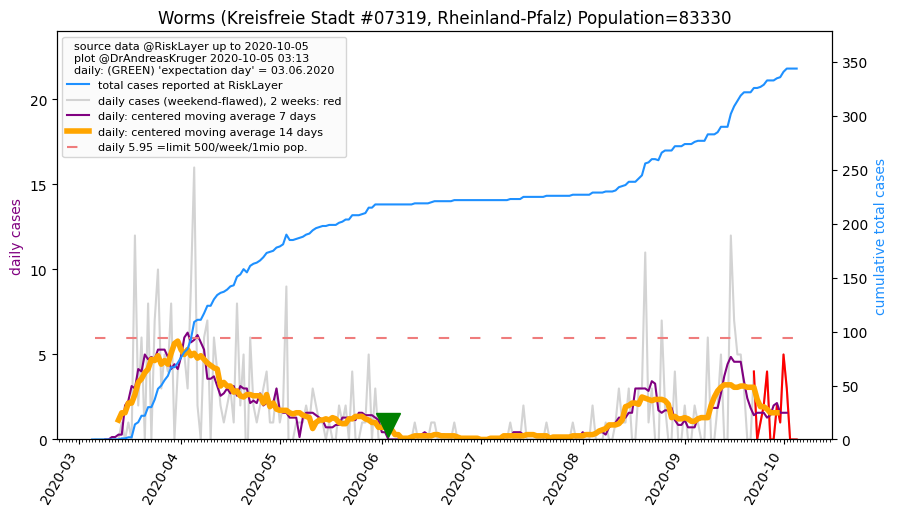 Worms (Kreisfreie Stadt #07319, Rheinland-Pfalz) Population=83330
source data @RiskLayer up to 2020-10-05
plot @DrAndreasKruger 2020-10-05 03:13
daily: (GREEN) 'expectation day' = 03.06.2020
total cases reported at RiskLayer
daily cases (weekend-flawed), 2 weeks: red
daily: centered moving average 7 days
daily: centered moving average 14 days
daily 5.95 =limit 500/week/1mio pop.
daily cases
20
15
10
5
0
cumulative total cases
350
300
250
200
150
100
50
0
2020-03
2020-04
2020-05
2020-06
2020-07
2020-08
2020-09
2020-10